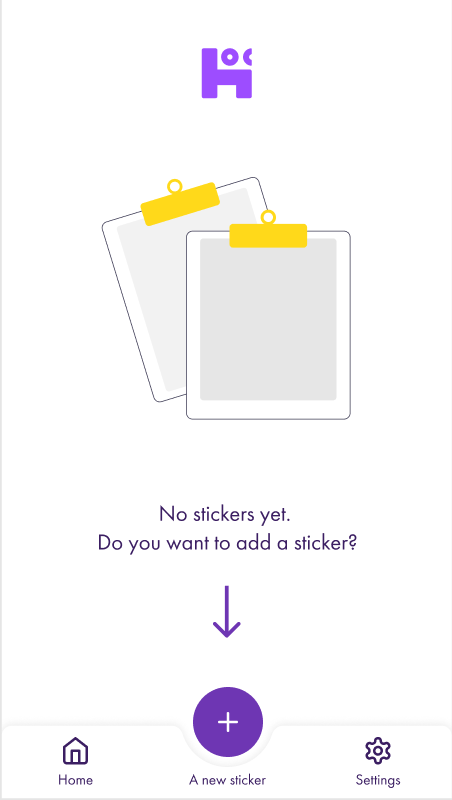 No stickers yet.
Do you want to add a sticker?
Home
A new sticker
Settings